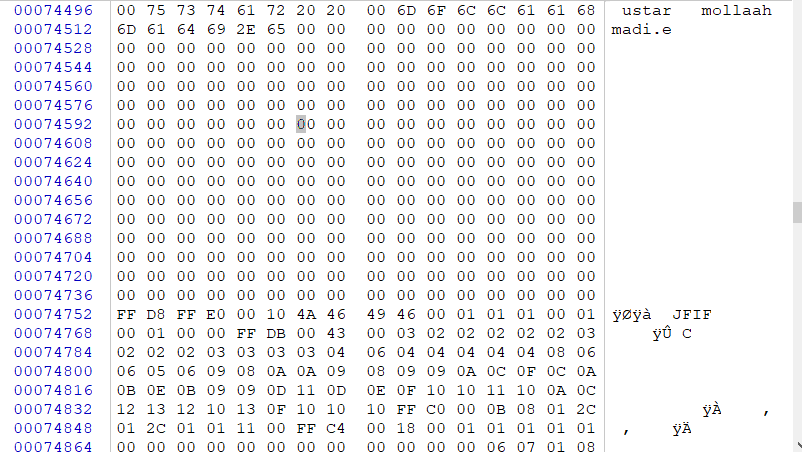 00074496 00 75 73 74 61 72 20 20 00 6D 6F 6C 6C 61 61 68 ustar mollaah
00074512 6D 61 64 69 2E 65 00 00 00 00 00 00 00 00 00 00 madi.e
00074528 00 00 00 00 00 00 00 00 00 00 00 00 00 00 00 00
00074544 00 00 00 00 00 00 00 00 00 00 00 00 00 00 00 00
00074560 00 00 00 00 00 00 00 00 00 00 00 00 00 00 00 00
00074576 00 00 00 00 00 00 00 00 00 00 00 00 00 00 00 00
00074592 00 00 00 00 00 00 00 00 00 00 00 00 00 00 00 00
00074608 00 00 00 00 00 00 00 00 00 00 00 00 00 00 00 00
00074624 00 00 00 00 00 00 00 00 00 00 00 00 00 00 00 00
00074640 00 00 00 00 00 00 00 00 00 00 00 00 00 00 00 00
00074656 00 00 00 00 00 00 00 00 00 00 00 00 00 00 00 00
00074672 00 00 00 00 00 00 00 00 00 00 00 00 00 00 00 00
00074688 00 00 00 00 00 00 00 00 00 00 00 00 00 00 00 00
00074704 00 00 00 00 00 00 00 00 00 00 00 00 00 00 00 00
00074720 00 00 00 00 00 00 00 00 00 00 00 00 00 00 00 00
00074736 00 00 00 00 00 00 00 00 00 00 00 00 00 00 00 00
00074752 FF D8 FF E0 00 10 4A 46 49 46 00 01 01 01 00 01 ÿØÿà JFIF
00074768 00 01 00 00 FF DB 00 43 00 03 02 02 02 02 02 03 ÿÛ C
00074784 02 02 02 03 03 03 03 04 06 04 04 04 04 04 08 06
00074800 06 05 06 09 08 0A 0A 09 08 09 09 0A 0C 0F 0C 0A
00074816 0B 0E 0B 09 09 0D 11 0D 0E 0F 10 10 11 10 0A 0C
00074832 12 13 12 10 13 0F 10 10 10 FF C0 00 0B 08 01 2C ÿÀ ,
00074848 01 2C 01 01 11 00 FF C4 00 18 00 01 01 01 01 01 , ÿÄ
00074864 00 00 00 00 00 00 00 00 00 00 00 00 06 07 01 08